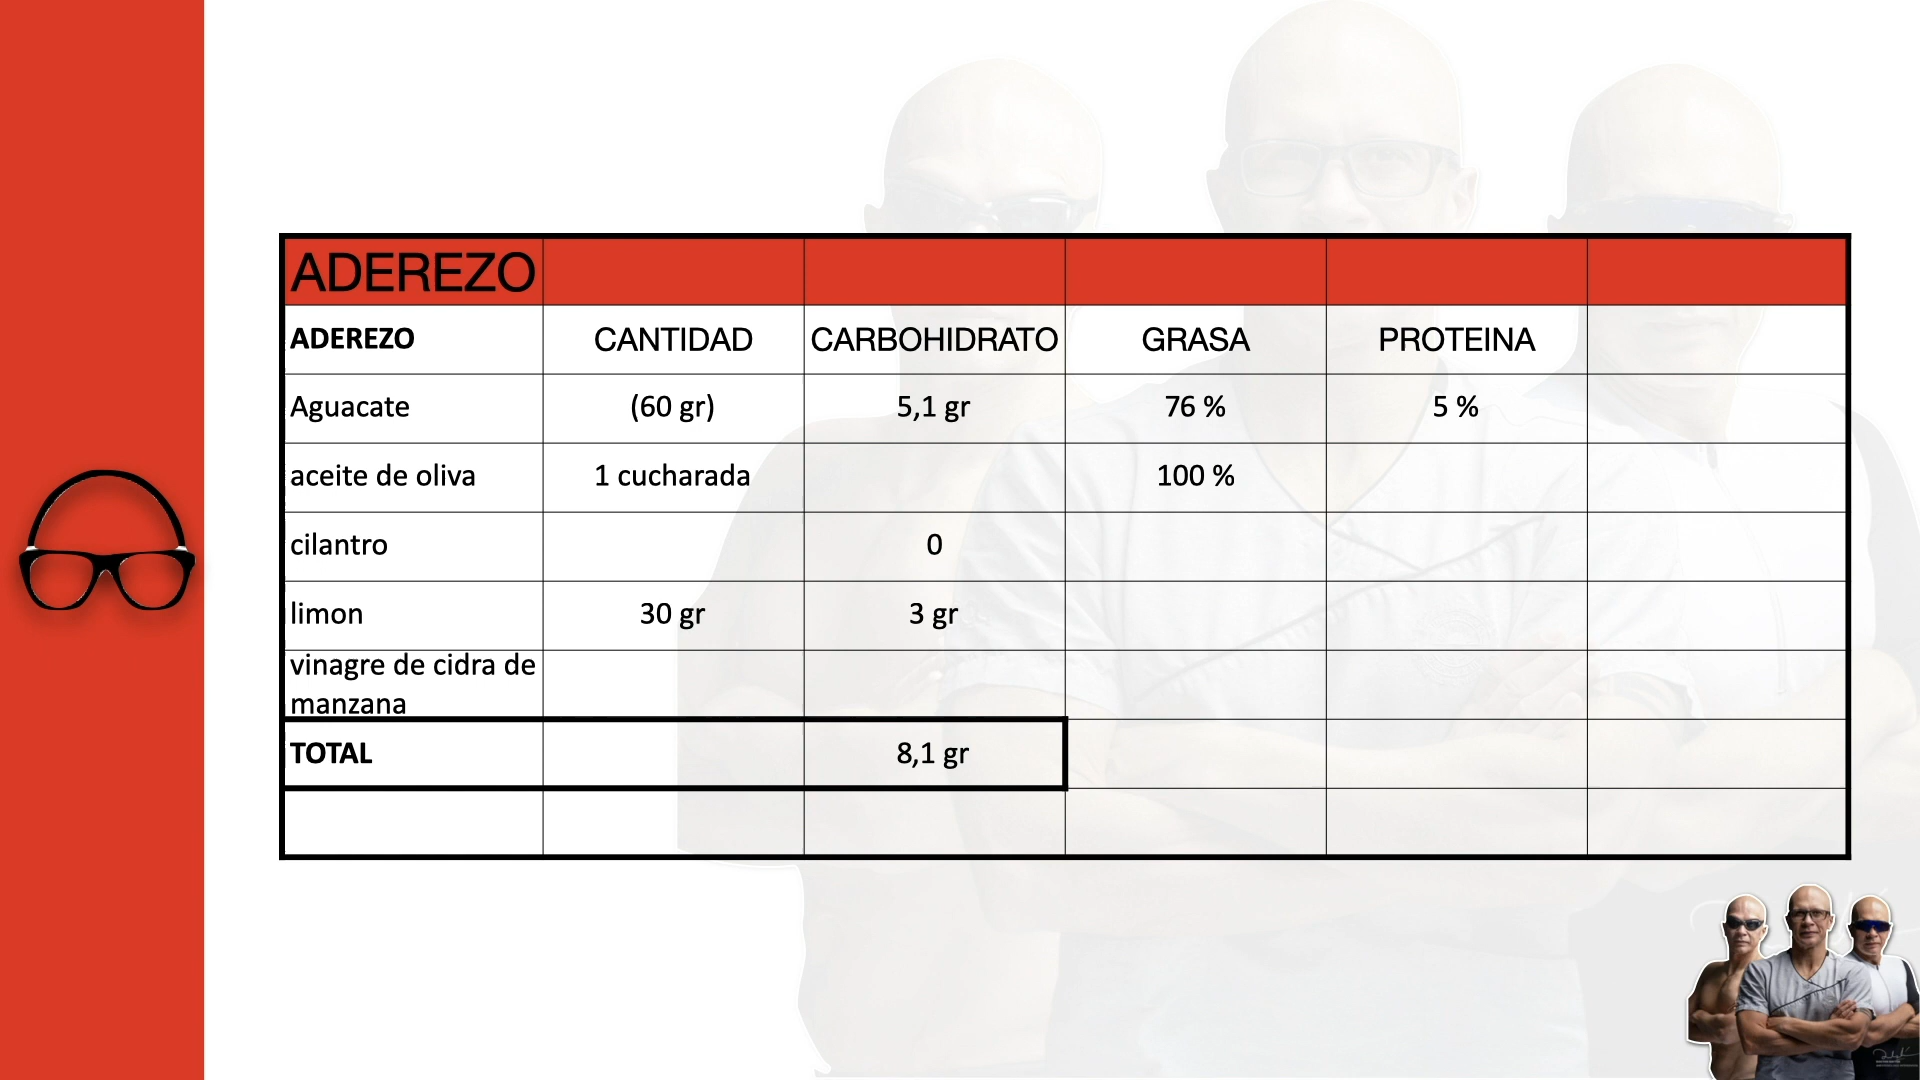 ADEREZO
ADEREZO CANTIDAD CARBOHIDRATO GRASA PROTEINA
Aguacate (60 gr) 5,1 gr 76 % 5 %
aceite de oliva 1 cucharada 100 %
cilantro 0
limon 30 gr 3 gr
vinagre de cidra de
manzana
TOTAL 8,1 gr